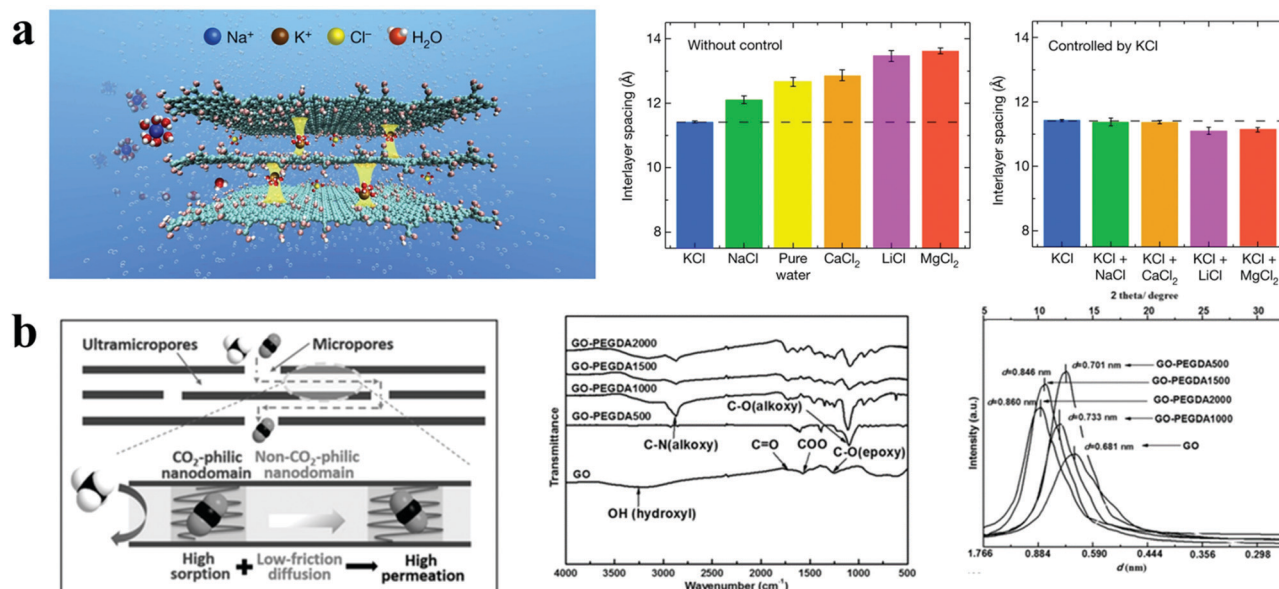 a
Na⁺ K⁺ Cl⁻ H₂O
Without control
Interlayer spacing (Å)
14
12
10
8
KCl NaCl Pure water CaCl₂ LiCl MgCl₂
Controlled by KCl
Interlayer spacing (Å)
14
12
10
8
KCl KCl + NaCl KCl + CaCl₂ KCl + LiCl KCl + MgCl₂
b
Ultramicropores Micropores
CO₂-philic nanodomain
Non-CO₂-philic nanodomain
High sorption + Low-friction diffusion High permeation
GO-PEGDA2000
GO-PEGDA1500
GO-PEGDA1000
GO-PEGDA500
GO
C-O(alkoxy)
C-N(alkoxy)
C=O COO C-O(epoxy)
OH (hydroxyl)
Transmittance
4000 3500 3000 2500 2000 1500 1000 500
Wavenumber (cm⁻¹)
2 theta/ degree
5 10 15 20 25 30
d=0.701 nm GO-PEGDA500
d=0.846 nm GO-PEGDA1500
d=0.860 nm GO-PEGDA2000
d=0.733 nm GO-PEGDA1000
d=0.681 nm GO
Intensity (a.u.)
1.766 0.884 0.590 0.444 0.356 0.298
d (nm)